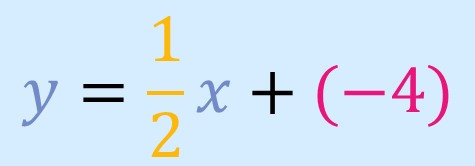 y = 1/2 x + (−4)